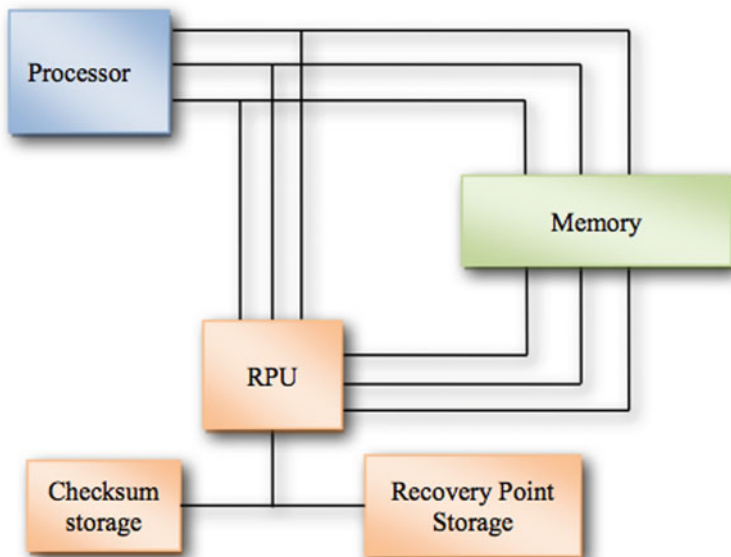 Processor
Memory
RPU
Checksum
storage
Recovery Point
Storage